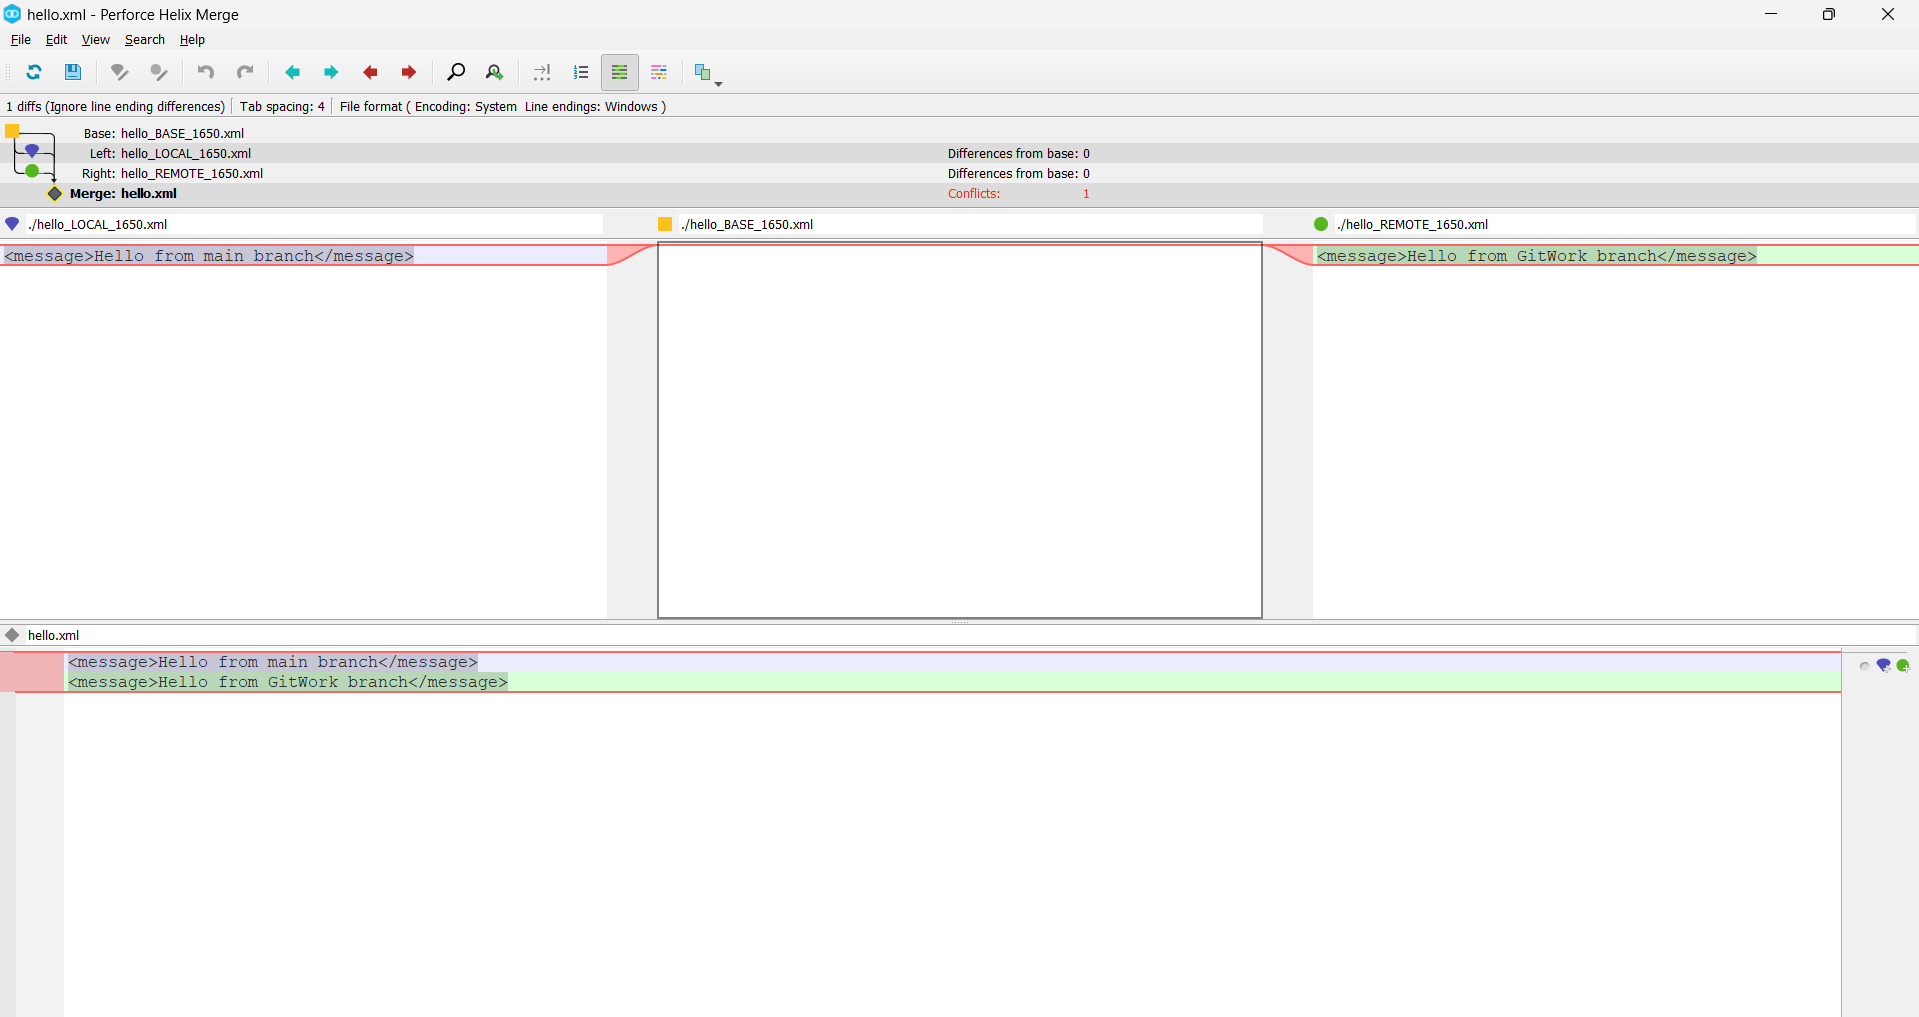 hello.xml - Perforce Helix Merge
File Edit View Search Help
1 diffs (Ignore line ending differences) Tab spacing: 4 File format ( Encoding: System Line endings: Windows )
Base: hello_BASE_1650.xml
Left: hello_LOCAL_1650.xml Differences from base: 0
Right: hello_REMOTE_1650.xml Differences from base: 0
Merge: hello.xml Conflicts: 1
./hello_LOCAL_1650.xml ./hello_BASE_1650.xml ./hello_REMOTE_1650.xml
<message>Hello from main branch</message> <message>Hello from GitWork branch</message>
hello.xml
<message>Hello from main branch</message>
<message>Hello from GitWork branch</message>